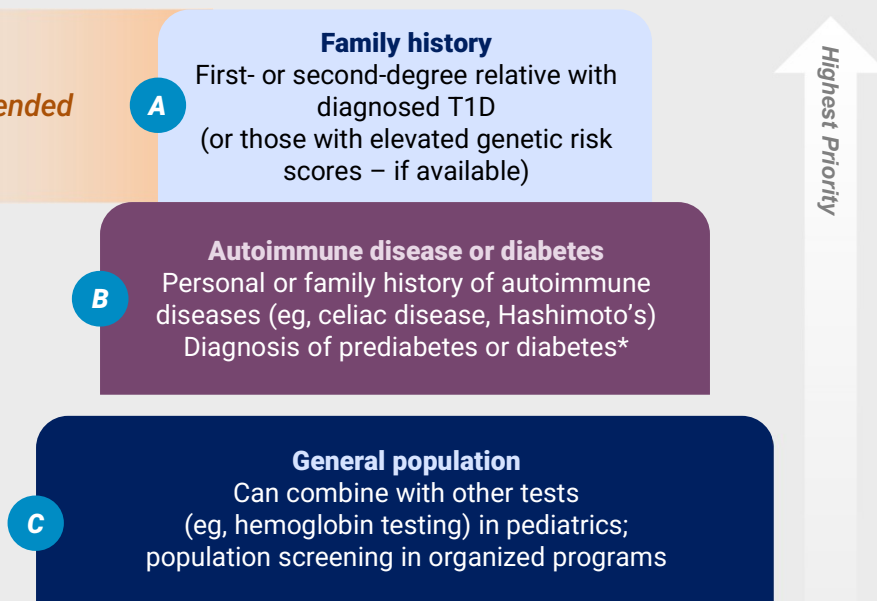 Family history
First- or second-degree relative with
diagnosed T1D
(or those with elevated genetic risk
scores – if available)
ended
A
Highest Priority
Autoimmune disease or diabetes
Personal or family history of autoimmune
diseases (eg, celiac disease, Hashimoto’s)
Diagnosis of prediabetes or diabetes*
B
General population
Can combine with other tests
(eg, hemoglobin testing) in pediatrics;
population screening in organized programs
C